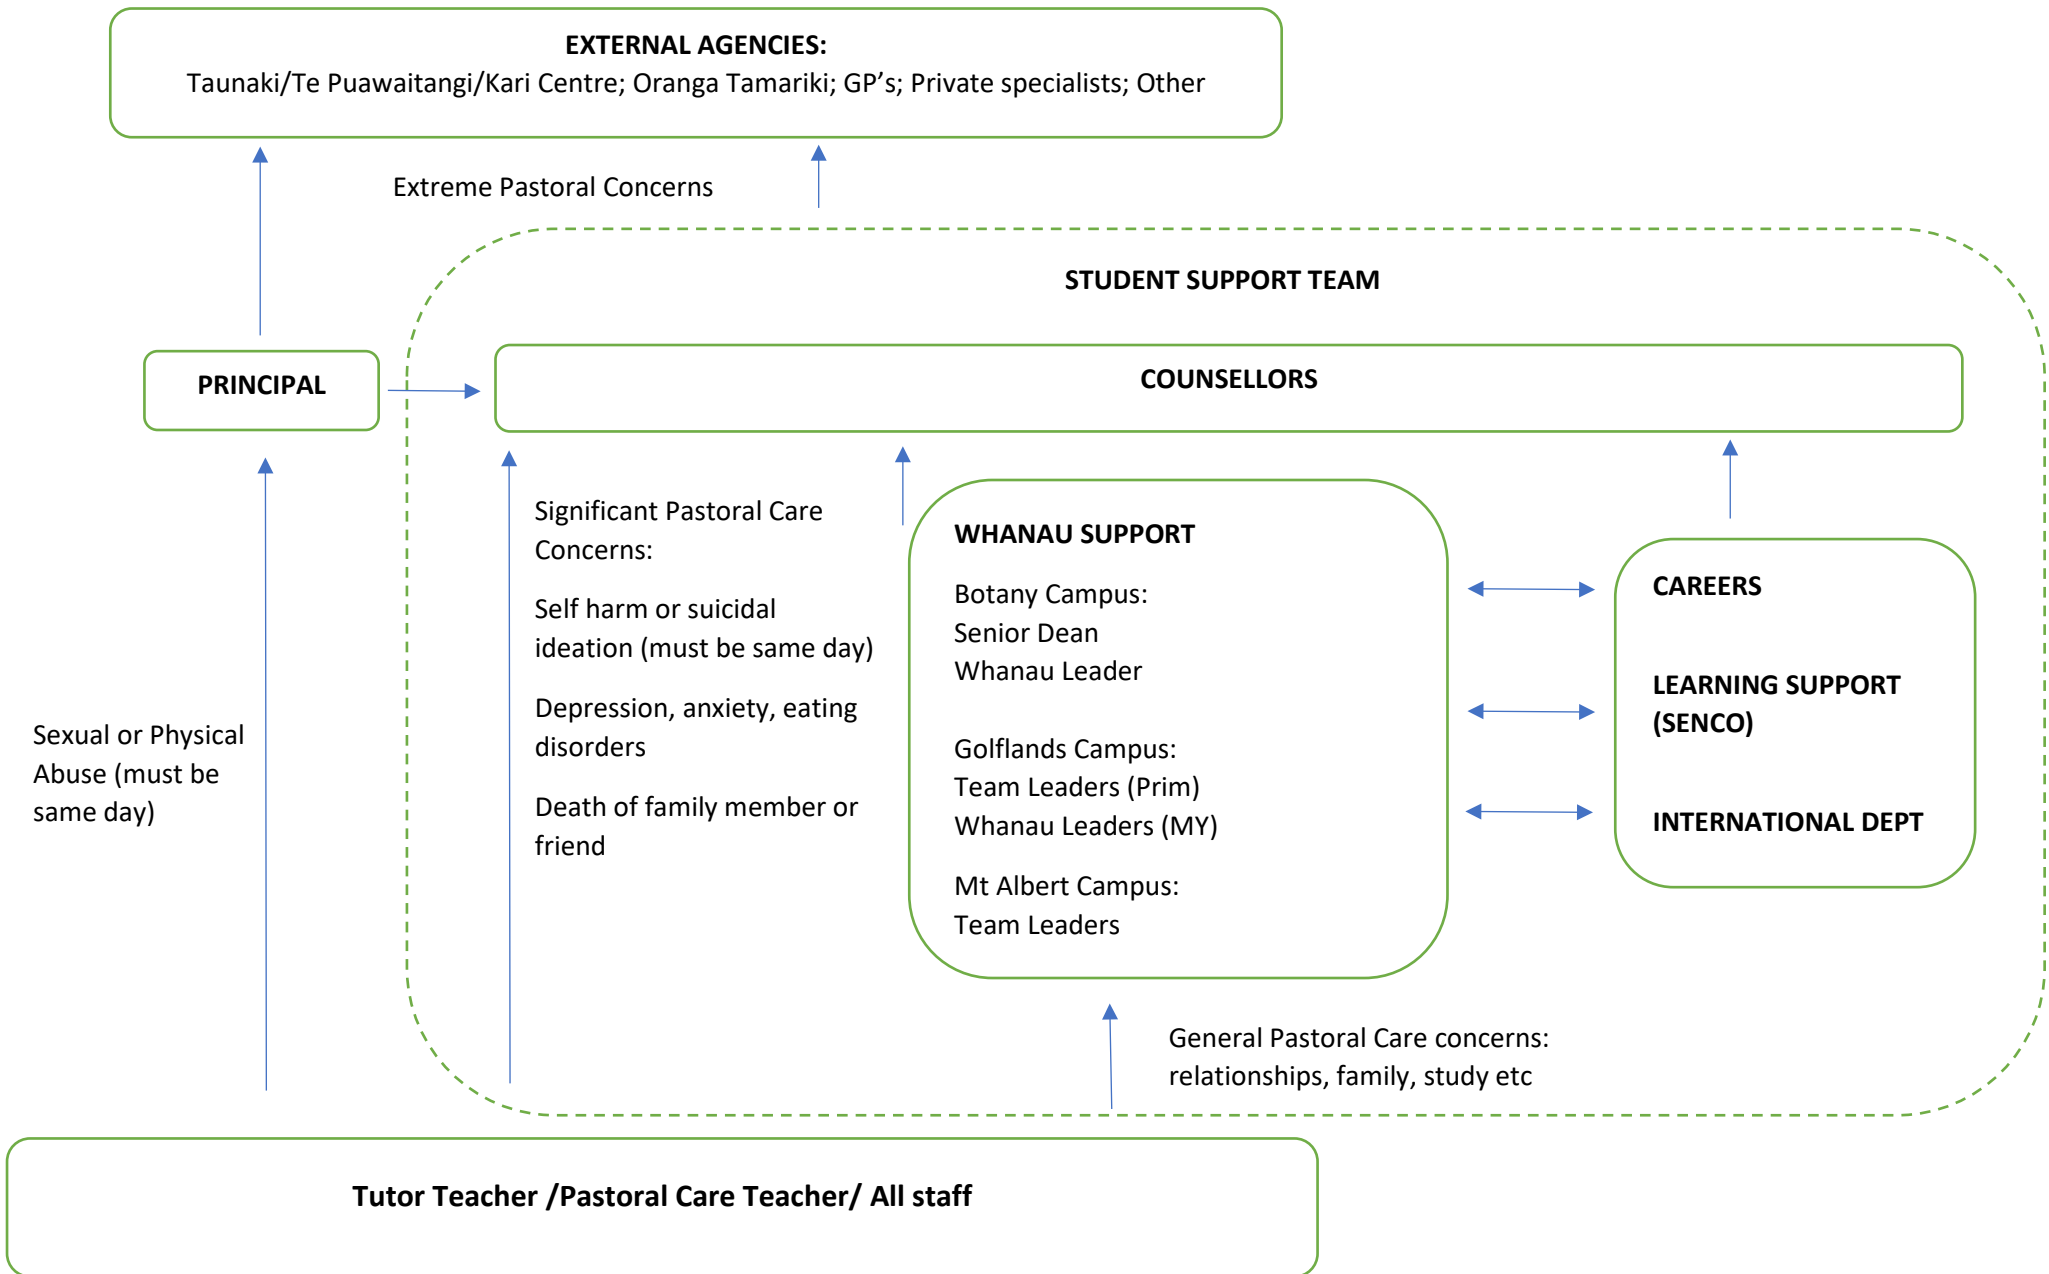 EXTERNAL AGENCIES:
Taunaki/Te Puawaitangi/Kari Centre; Oranga Tamariki; GP’s; Private specialists; Other
Extreme Pastoral Concerns
STUDENT SUPPORT TEAM
PRINCIPAL
COUNSELLORS
Sexual or Physical
Abuse (must be
same day)
Significant Pastoral Care
Concerns:
Self harm or suicidal
ideation (must be same day)
Depression, anxiety, eating
disorders
Death of family member or
friend
WHANAU SUPPORT
Botany Campus:
Senior Dean
Whanau Leader
Golflands Campus:
Team Leaders (Prim)
Whanau Leaders (MY)
Mt Albert Campus:
Team Leaders
CAREERS
LEARNING SUPPORT
(SENCO)
INTERNATIONAL DEPT
General Pastoral Care concerns:
relationships, family, study etc
Tutor Teacher /Pastoral Care Teacher/ All staff